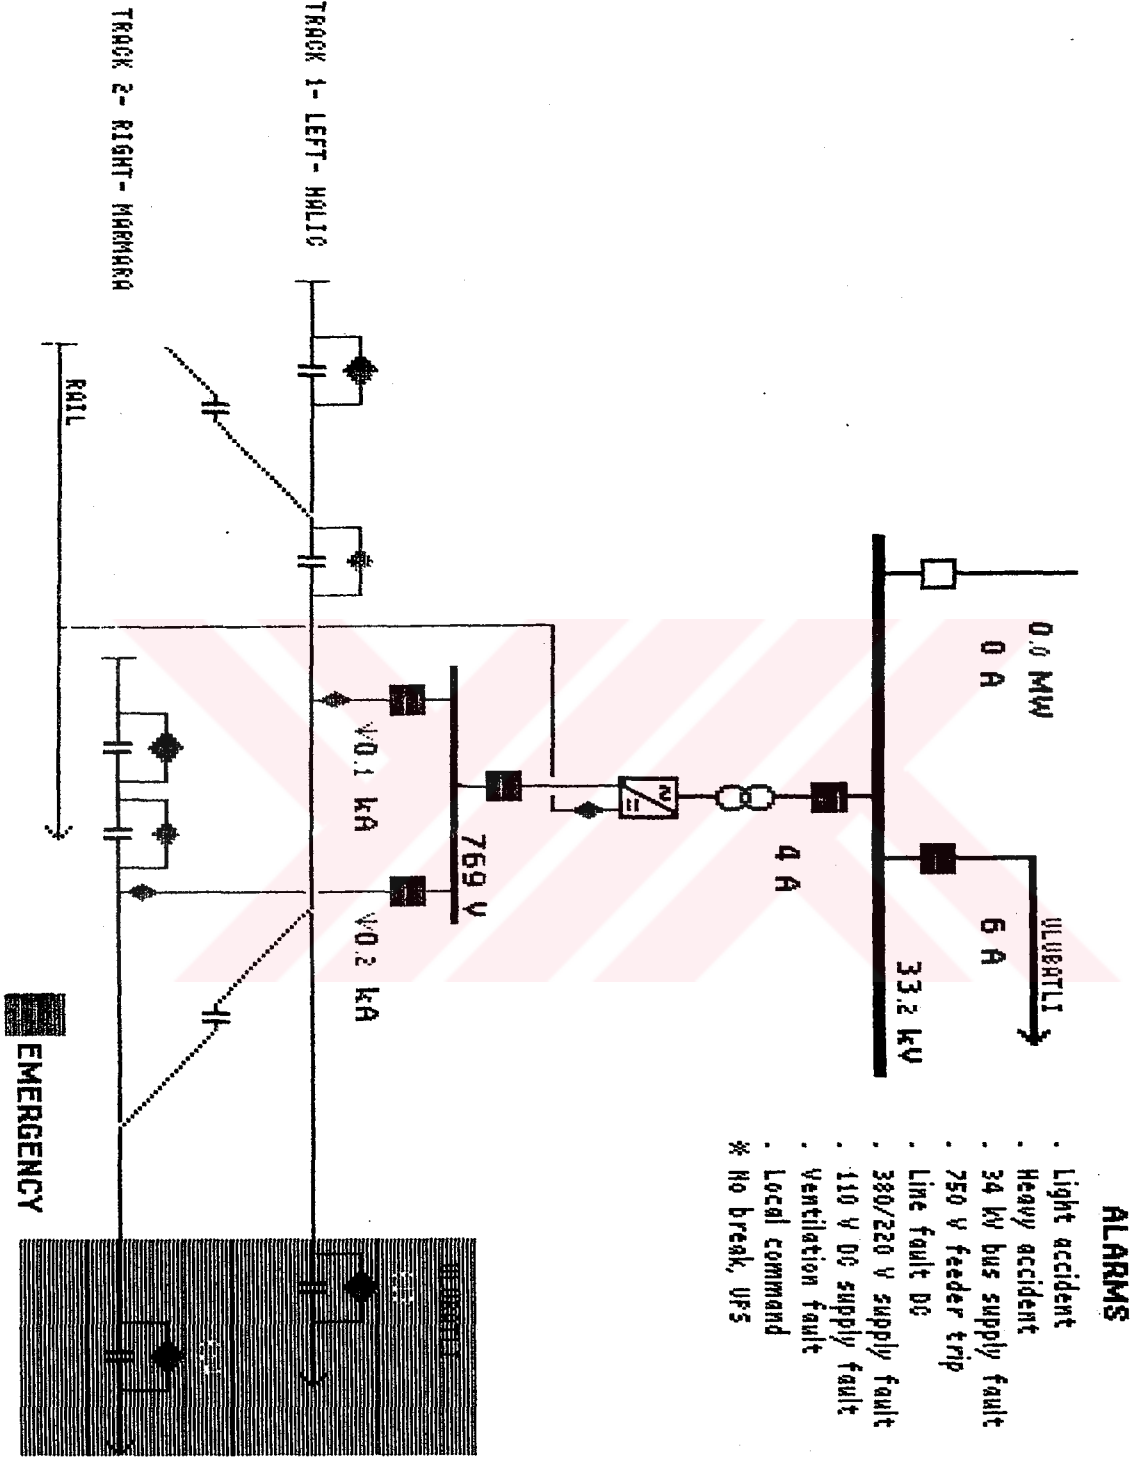 ALARMS
. Light accident
. Heavy accident
. 34 kV bus supply fault
. 750 V feeder trip
. Line fault DC
. 380/220 V supply fault
. 110 V DC supply fault
. Ventilation fault
. Local command
* No break, UPS
0.0 MW
0 A
ULUBATLI
6 A
33.2 kV
4 A
769 V
V0.1 kA
V0.2 kA
TRACK 1- LEFT- HALIC
TRACK 2- RIGHT- MARMARA
RAIL
ULUBATLI
EMERGENCY